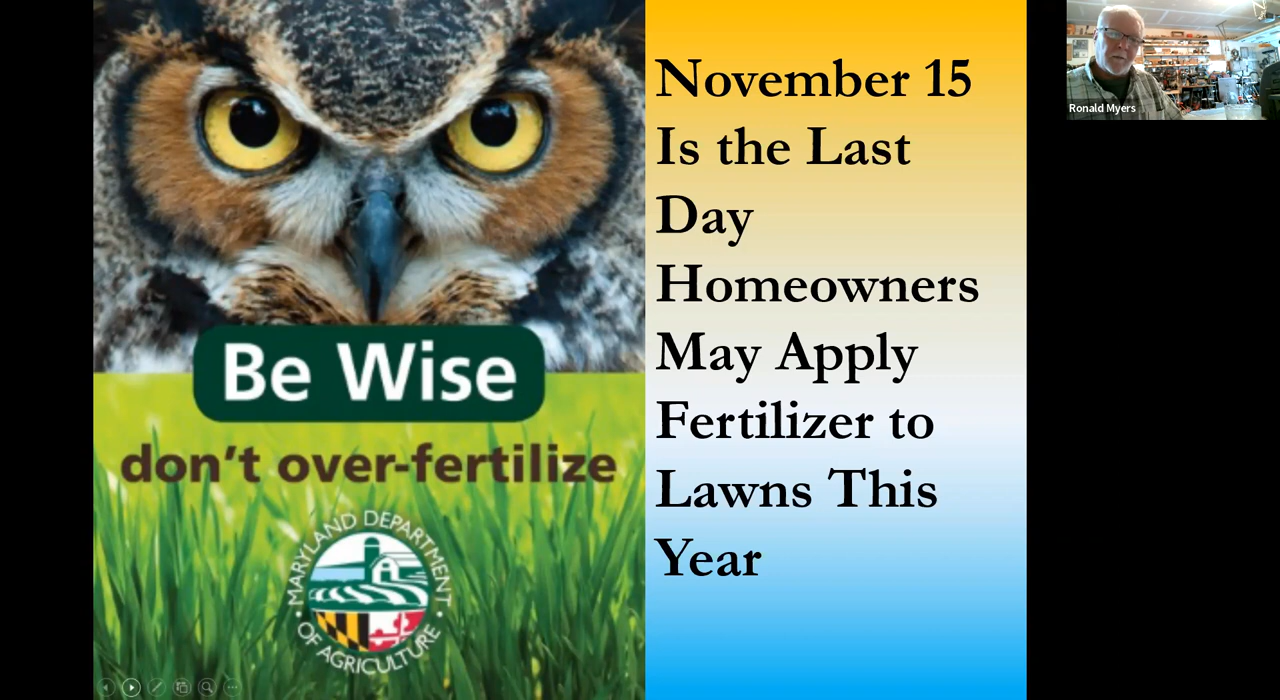 Be Wise
don't over-fertilize
MARYLAND DEPARTMENT
OF AGRICULTURE
November 15
Is the Last
Day
Homeowners
May Apply
Fertilizer to
Lawns This
Year
Ronald Myers